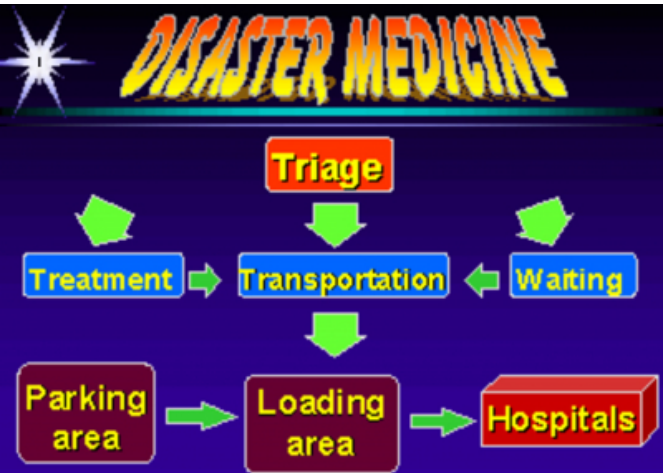 DISASTER MEDICINE
Triage
Treatment
Transportation
Waiting
Parking
area
Loading
area
Hospitals